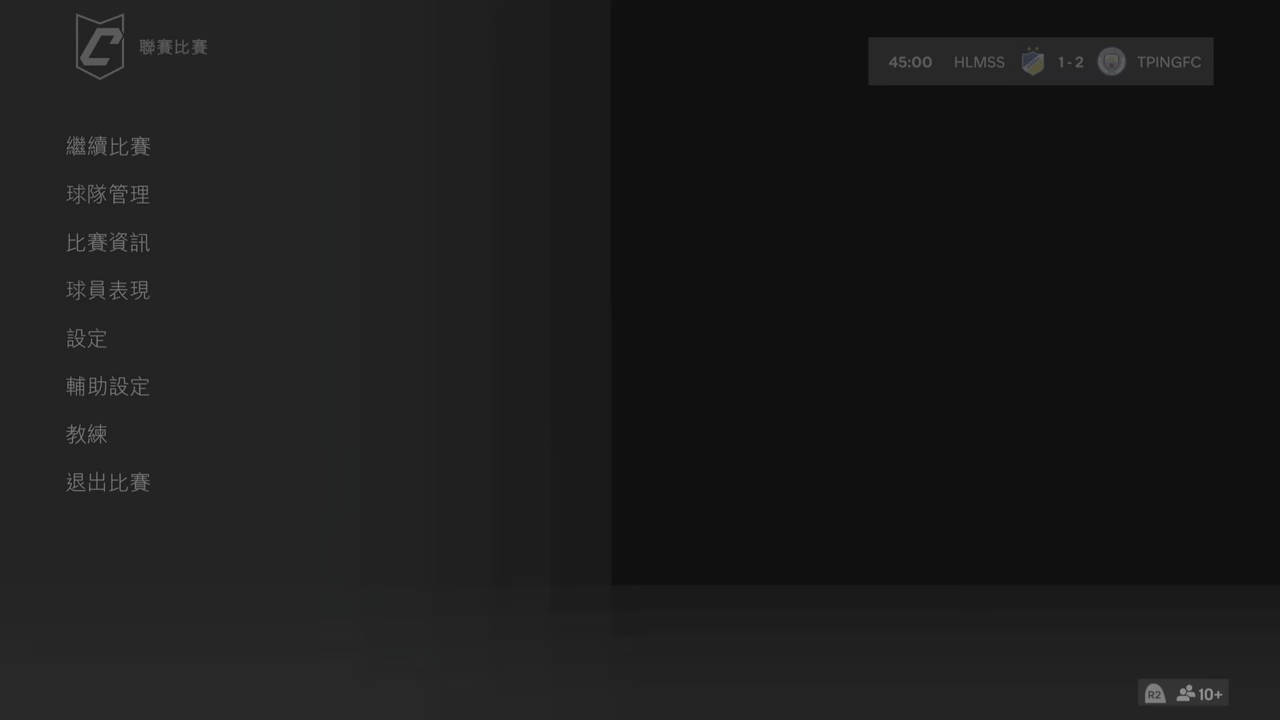 聯賽比賽
45:00 HLMSS 1 - 2 TPINGFC
繼續比賽
球隊管理
比賽資訊
球員表現
設定
輔助設定
教練
退出比賽
R2 10+